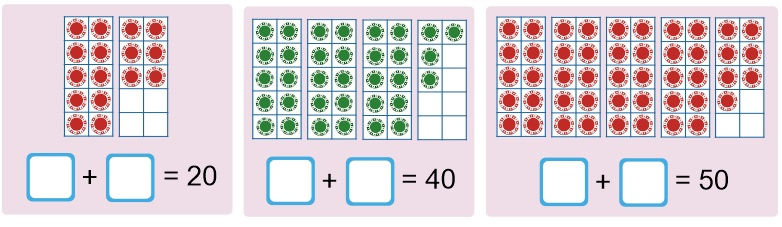 + = 20
+ = 40
+ = 50